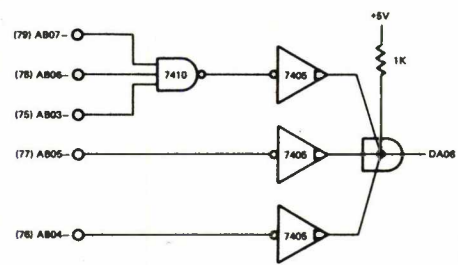 +5V
1K
(79) AB07-
(78) AB06-
7410
7405
(75) AB03-
(77) AB05-
7405
DA06
(76) AB04-
7405